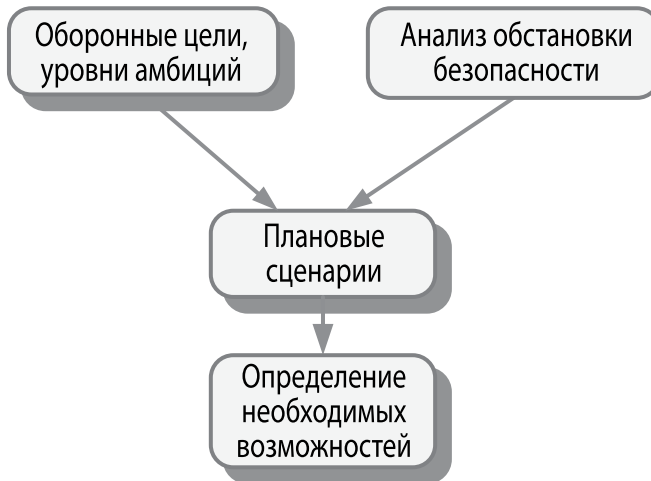 Оборонные цели,
уровни амбиций
Анализ обстановки
безопасности
Плановые
сценарии
Определение
необходимых
возможностей